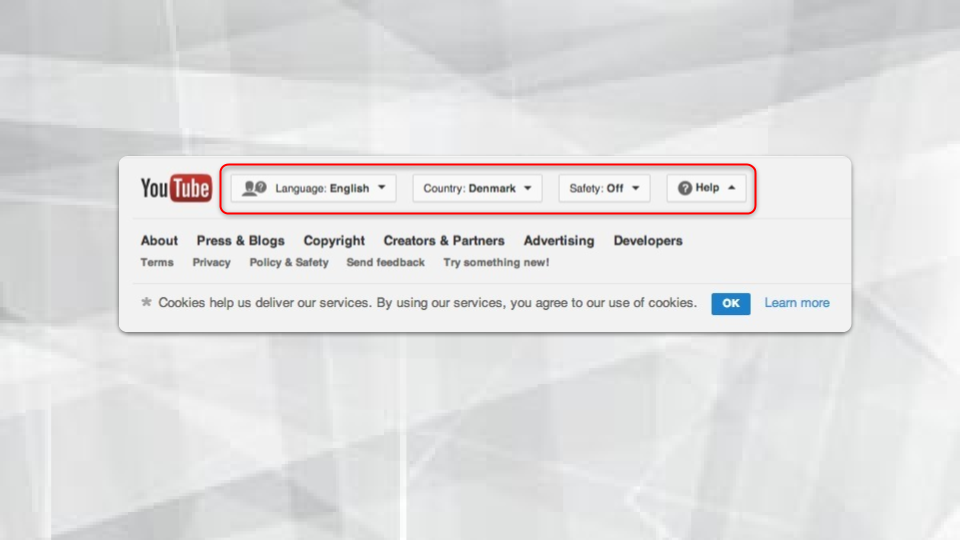 YouTube Language: English Country: Denmark Safety: Off Help
About Press & Blogs Copyright Creators & Partners Advertising Developers
Terms Privacy Policy & Safety Send feedback Try something new!
* Cookies help us deliver our services. By using our services, you agree to our use of cookies. OK Learn more